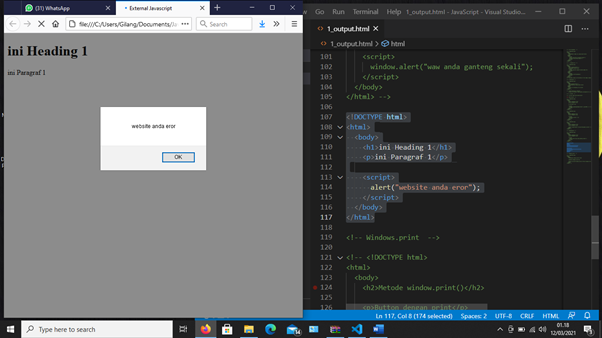 (31) WhatsApp
External Javascript
file:///C:/Users/Gilang/Documents/Ja
Search
ini Heading 1
ini Paragraf 1
website anda eror
OK
Go Run Terminal Help 1_output.html - JavaScript - Visual Studio...
1_output.html
1_output.html > html
101 <script>
102 window.alert("waw anda ganteng sekali");
103 </script>
104 </body>
105 </html> -->
106
107 <!DOCTYPE html>
108 <html>
109 <body>
110 <h1>ini Heading 1</h1>
111 <p>ini Paragraf 1</p>
112
113 <script>
114 alert("website anda eror");
115 </script>
116 </body>
117 </html>
118
119 <!-- Windows.print -->
120
121 <!-- <!DOCTYPE html>
122 <html>
123 <body>
124 <h2>Metode window.print()</h2>
125
126 <p>Button dengan print</p>
Ln 117, Col 8 (174 selected) Spaces: 2 UTF-8 CRLF HTML
Type here to search
01.18
12/03/2021